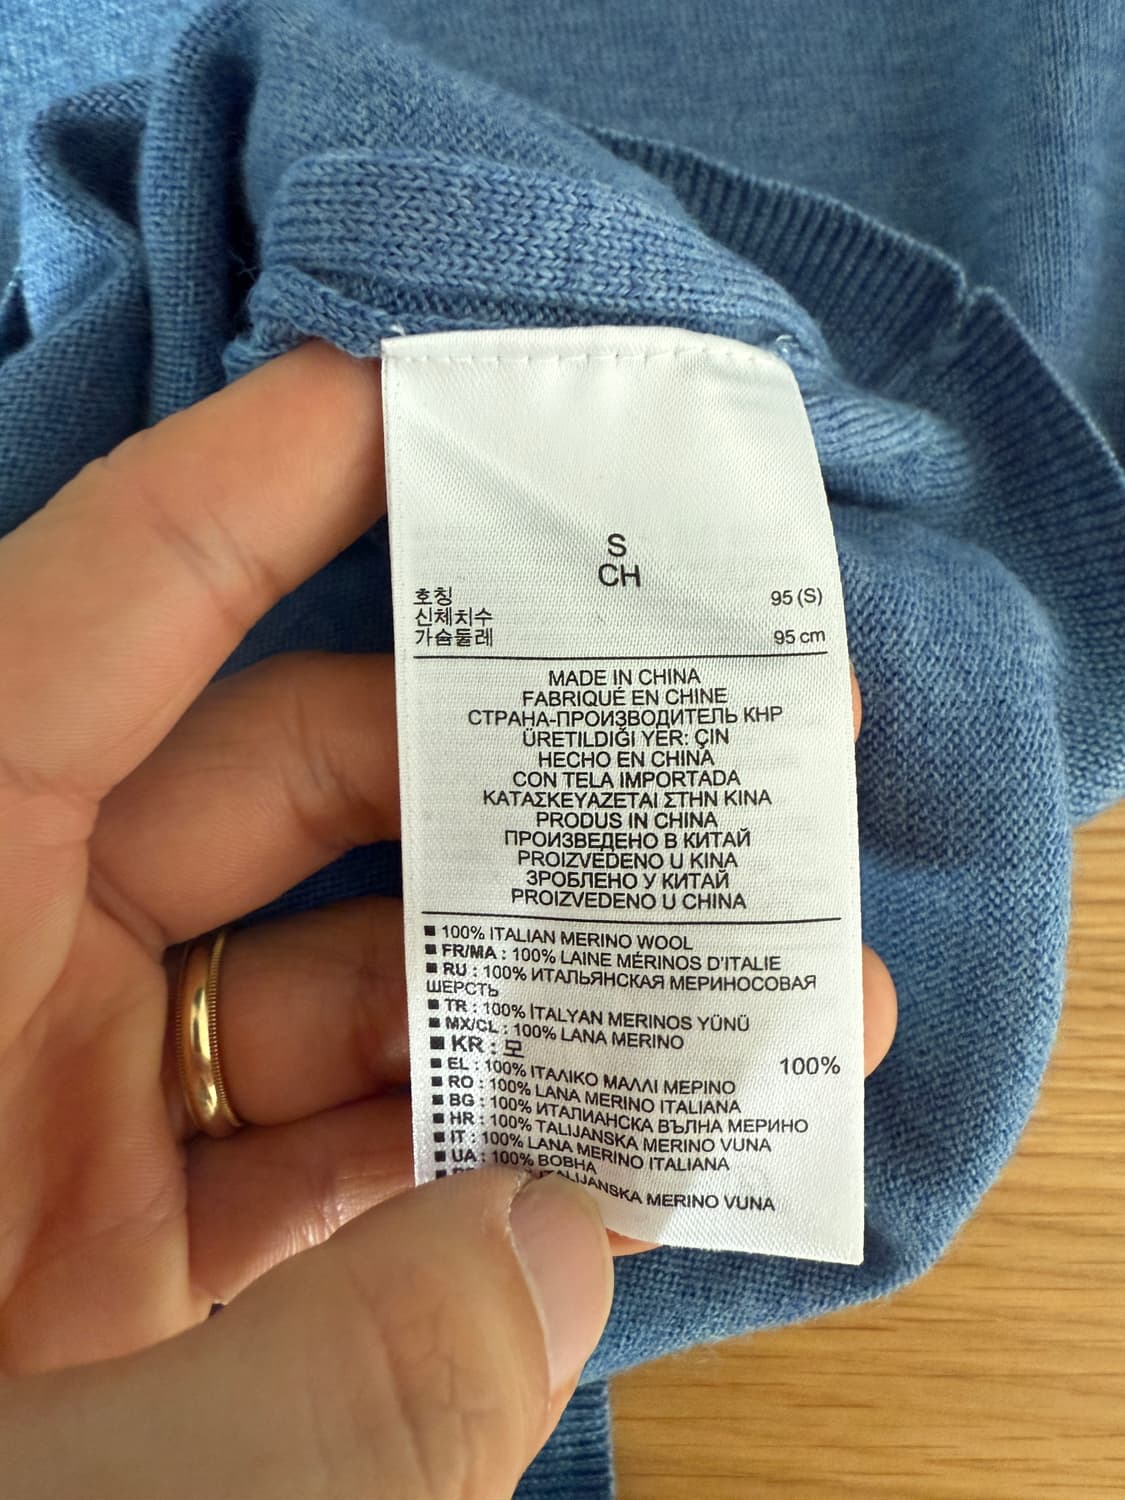 S
CH
호칭 95 (S)
신체치수
가슴둘레 95 cm
MADE IN CHINA
FABRIQUÉ EN CHINE
СТРАНА-ПРОИЗВОДИТЕЛЬ КНР
ÜRETILDIĞI YER: ÇIN
HECHO EN CHINA
CON TELA IMPORTADA
ΚΑΤΑΣΚΕΥΑΖΕΤΑΙ ΣΤΗΝ ΚΙΝΑ
PRODUS IN CHINA
ПРОИЗВЕДЕНО В КИТАЙ
PROIZVEDENO U KINA
ЗРОБЛЕНО У КИТАЙ
PROIZVEDENO U CHINA
■ 100% ITALIAN MERINO WOOL
■ FR/MA : 100% LAINE MÉRINOS D'ITALIE
■ RU : 100% ИТАЛЬЯНСКАЯ МЕРИНОСОВАЯ
ШЕРСТЬ
■ TR : 100% İTALYAN MERINOS YÜNÜ
■ MX/CL : 100% LANA MERINO
■ KR : 모 100%
■ EL : 100% ΙΤΑΛΙΚΟ ΜΑΛΛΙ ΜΕΡΙΝΟ
■ RO : 100% LANA MERINO ITALIANA
■ BG : 100% ИТАЛИАНСКА ВЪЛНА МЕРИНО
■ HR : 100% TALIJANSKA MERINO VUNA
■ IT : 100% LANA MERINO ITALIANA
■ UA : 100% ВОВНА
■ MERINO VUNA